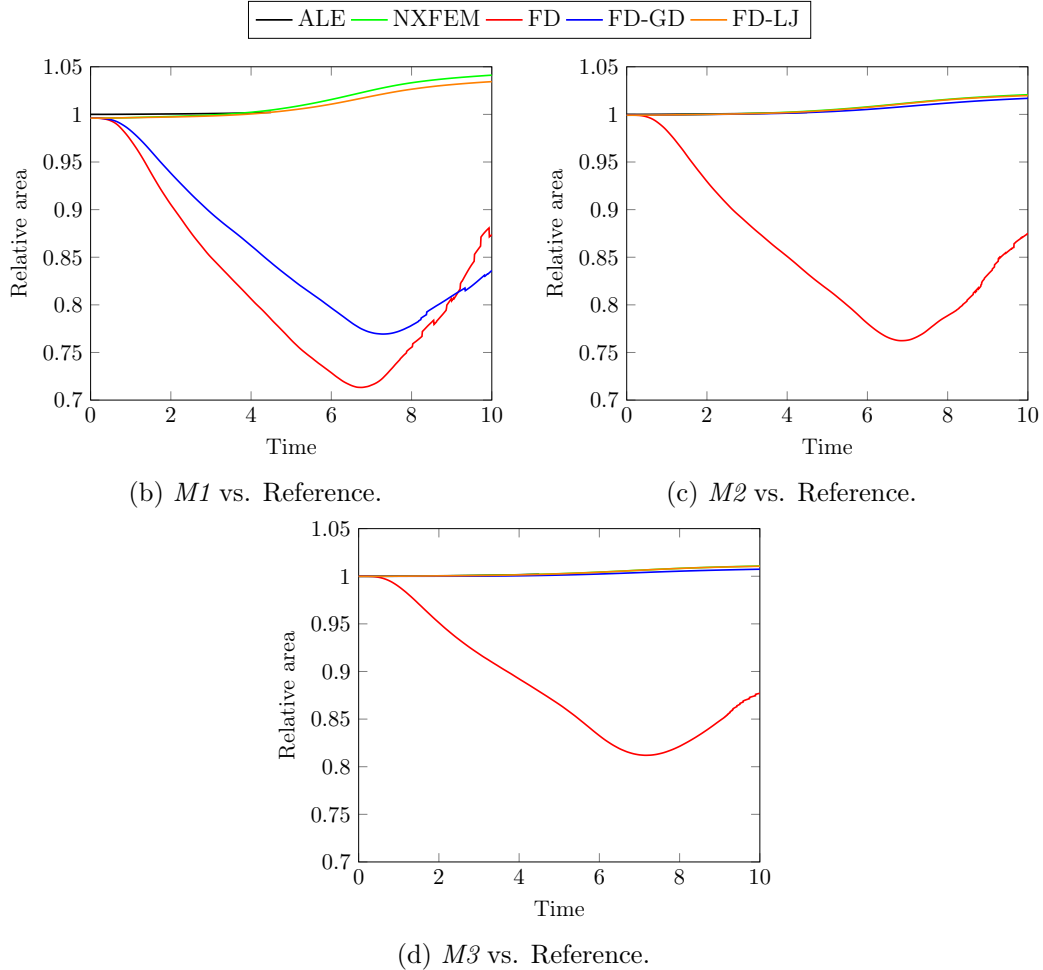 ALE NXFEM FD FD-GD FD-LJ
1.05
1
0.95
0.9
0.85
0.8
0.75
0.7
Relative area
0 2 4 6 8 10
Time
(b) M1 vs. Reference.
1.05
1
0.95
0.9
0.85
0.8
0.75
0.7
Relative area
0 2 4 6 8 10
Time
(c) M2 vs. Reference.
1.05
1
0.95
0.9
0.85
0.8
0.75
0.7
Relative area
0 2 4 6 8 10
Time
(d) M3 vs. Reference.